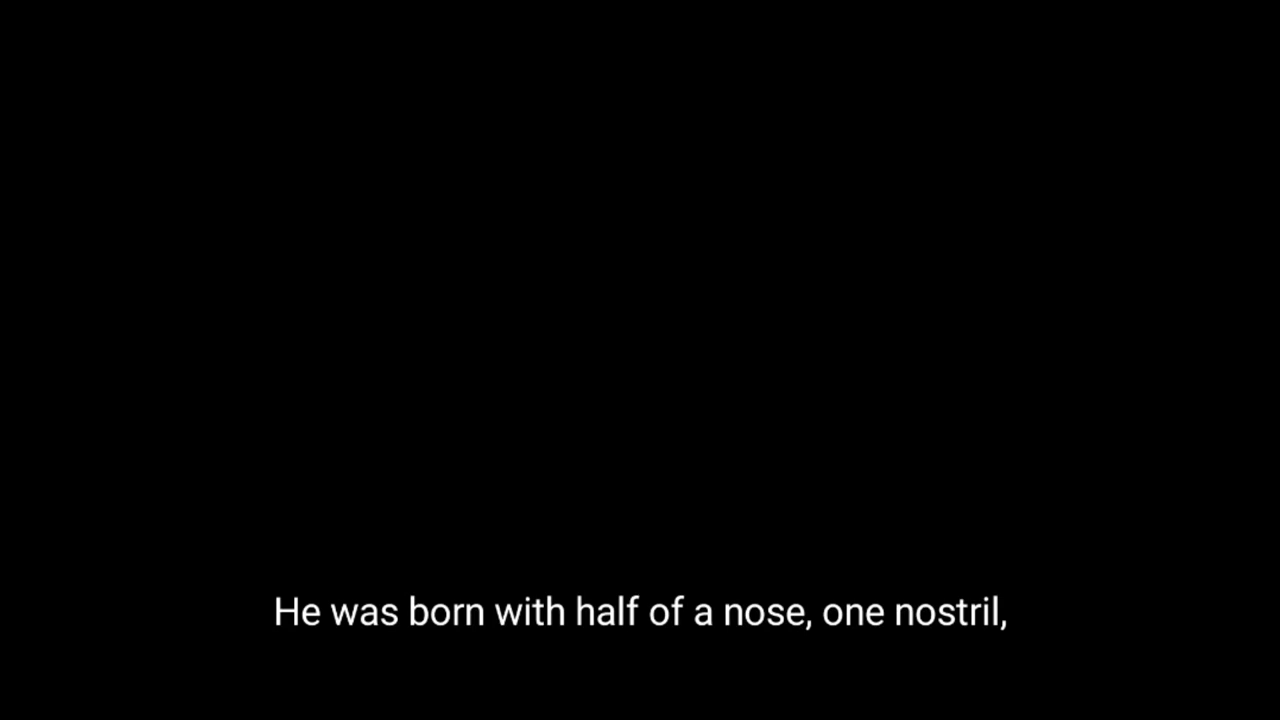 He was born with half of a nose, one nostril,